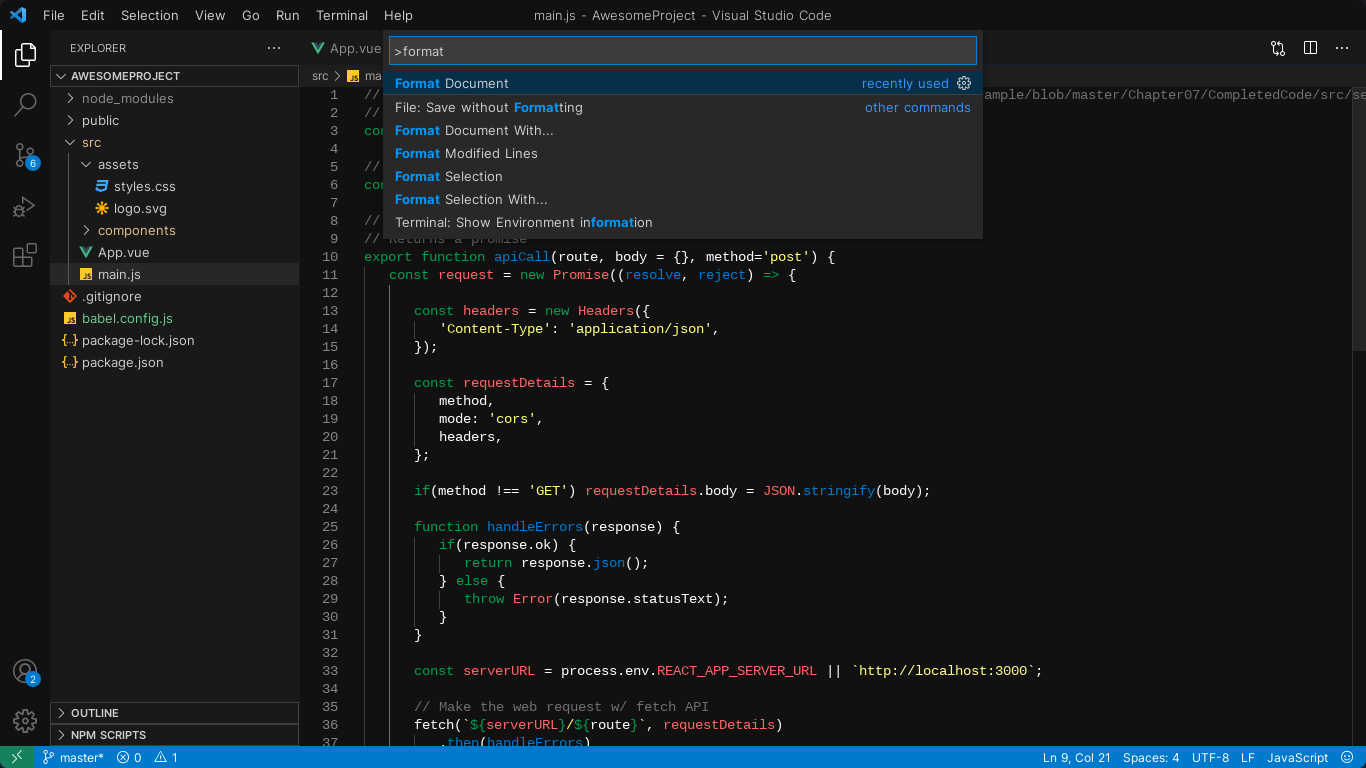 File Edit Selection View Go Run Terminal Help main.js - AwesomeProject - Visual Studio Code
EXPLORER
AWESOMEPROJECT
node_modules
public
src
assets
styles.css
logo.svg
components
App.vue
main.js
.gitignore
babel.config.js
package-lock.json
package.json
OUTLINE
NPM SCRIPTS
6
2
App.vue
>format
Format Document recently used
File: Save without Formatting other commands
Format Document With...
Format Modified Lines
Format Selection
Format Selection With...
Terminal: Show Environment information
src > JS ma
1 // ample/blob/master/Chapter07/CompletedCode/src/se
2 //
3 con
4
5 //
6 con
7
8 //
9 // Returns a promise
10 export function apiCall(route, body = {}, method='post') {
11 const request = new Promise((resolve, reject) => {
12
13 const headers = new Headers({
14 'Content-Type': 'application/json',
15 });
16
17 const requestDetails = {
18 method,
19 mode: 'cors',
20 headers,
21 };
22
23 if(method !== 'GET') requestDetails.body = JSON.stringify(body);
24
25 function handleErrors(response) {
26 if(response.ok) {
27 return response.json();
28 } else {
29 throw Error(response.statusText);
30 }
31 }
32
33 const serverURL = process.env.REACT_APP_SERVER_URL || `http://localhost:3000`;
34
35 // Make the web request w/ fetch API
36 fetch(`${serverURL}/${route}`, requestDetails)
37 .then(handleErrors)
master* 0 1 Ln 9, Col 21 Spaces: 4 UTF-8 LF JavaScript